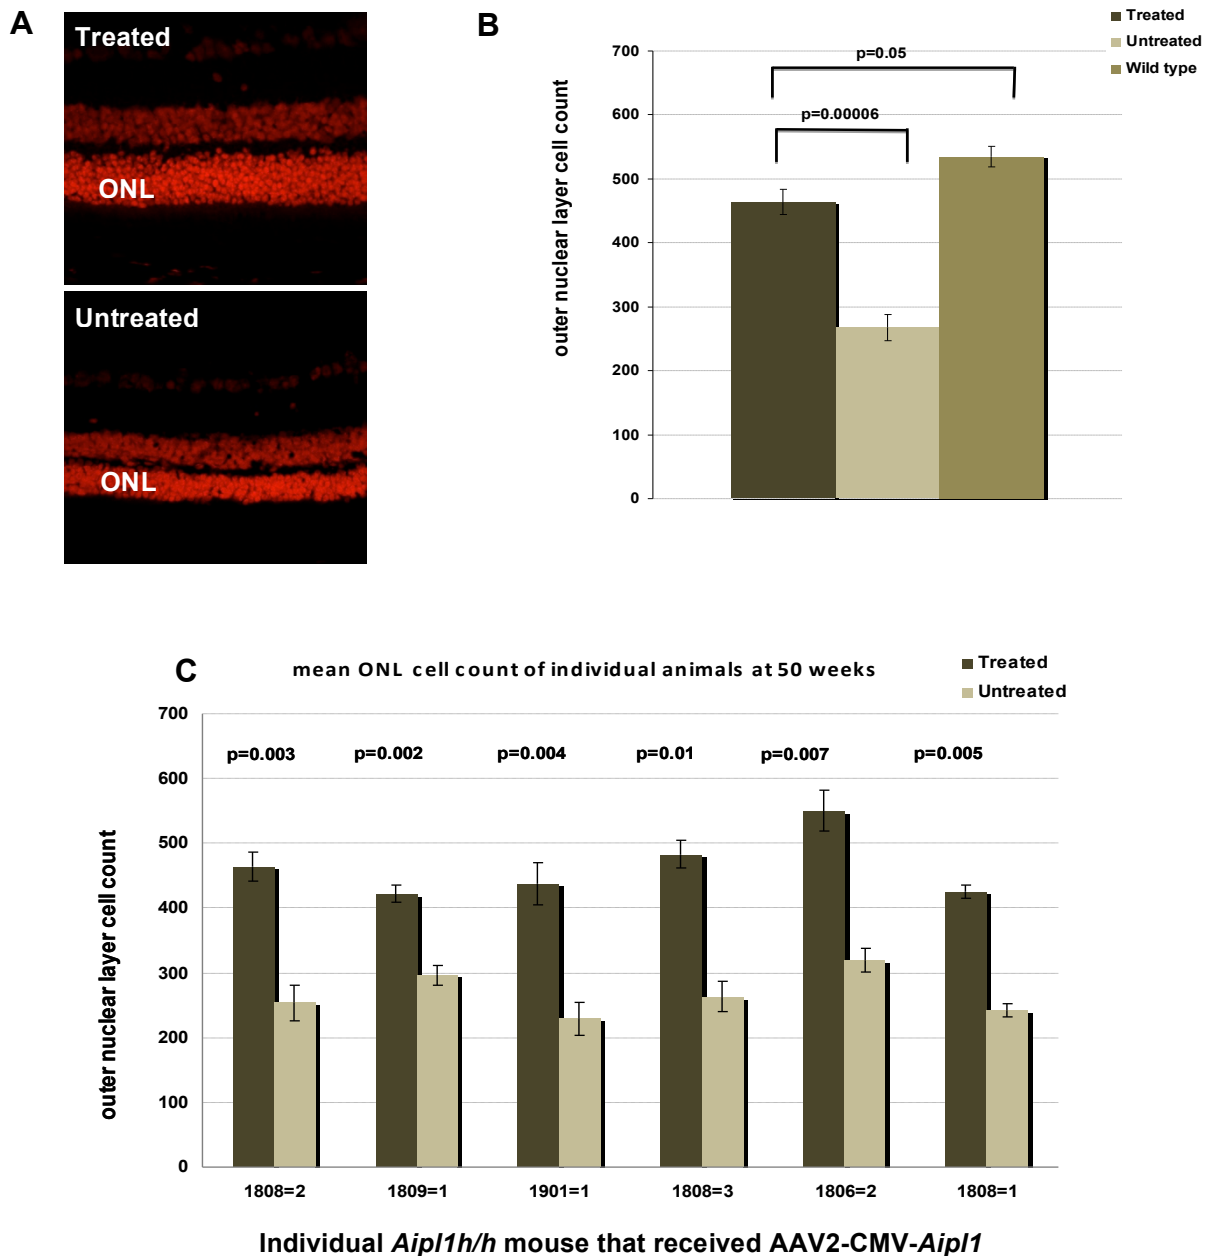 A
Treated
ONL
Untreated
ONL
B
Treated
Untreated
Wild type
outer nuclear layer cell count
700
600
500
400
300
200
100
0
p=0.05
p=0.00006
C
mean ONL cell count of individual animals at 50 weeks
Treated
Untreated
outer nuclear layer cell count
700
600
500
400
300
200
100
0
p=0.003 p=0.002 p=0.004 p=0.01 p=0.007 p=0.005
1808=2 1809=1 1901=1 1808=3 1806=2 1808=1
Individual Aipl1h/h mouse that received AAV2-CMV-Aipl1